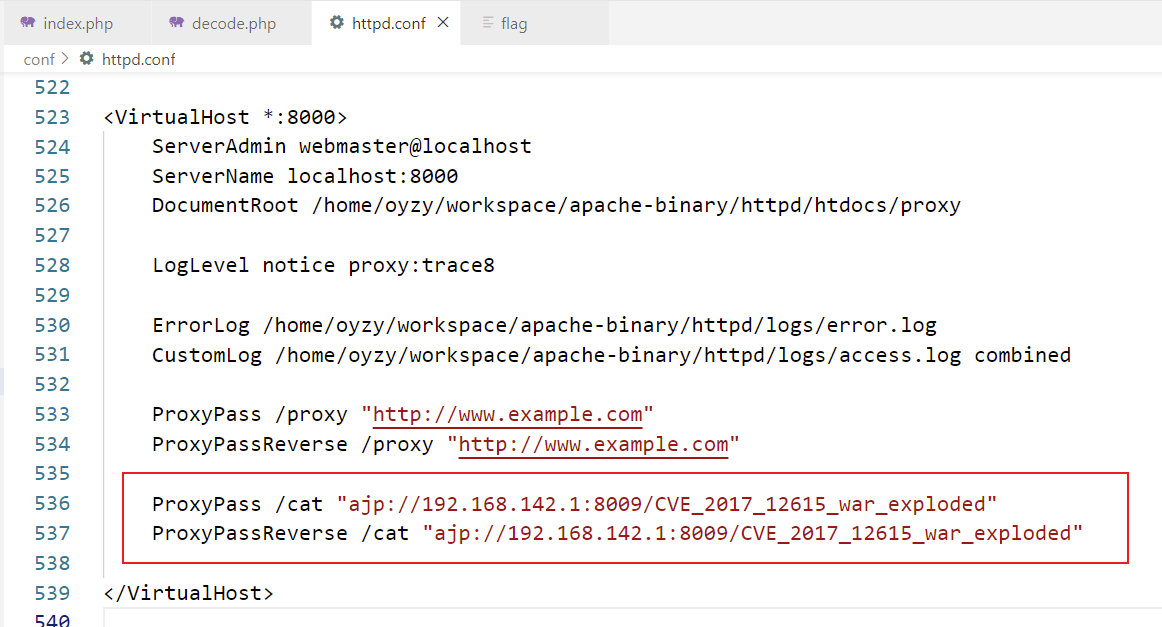 index.php decode.php httpd.conf flag
conf httpd.conf
522
523 <VirtualHost *:8000>
524 ServerAdmin webmaster@localhost
525 ServerName localhost:8000
526 DocumentRoot /home/oyzy/workspace/apache-binary/httpd/htdocs/proxy
527
528 LogLevel notice proxy:trace8
529
530 ErrorLog /home/oyzy/workspace/apache-binary/httpd/logs/error.log
531 CustomLog /home/oyzy/workspace/apache-binary/httpd/logs/access.log combined
532
533 ProxyPass /proxy "http://www.example.com"
534 ProxyPassReverse /proxy "http://www.example.com"
535
536 ProxyPass /cat "ajp://192.168.142.1:8009/CVE_2017_12615_war_exploded"
537 ProxyPassReverse /cat "ajp://192.168.142.1:8009/CVE_2017_12615_war_exploded"
538
539 </VirtualHost>
540